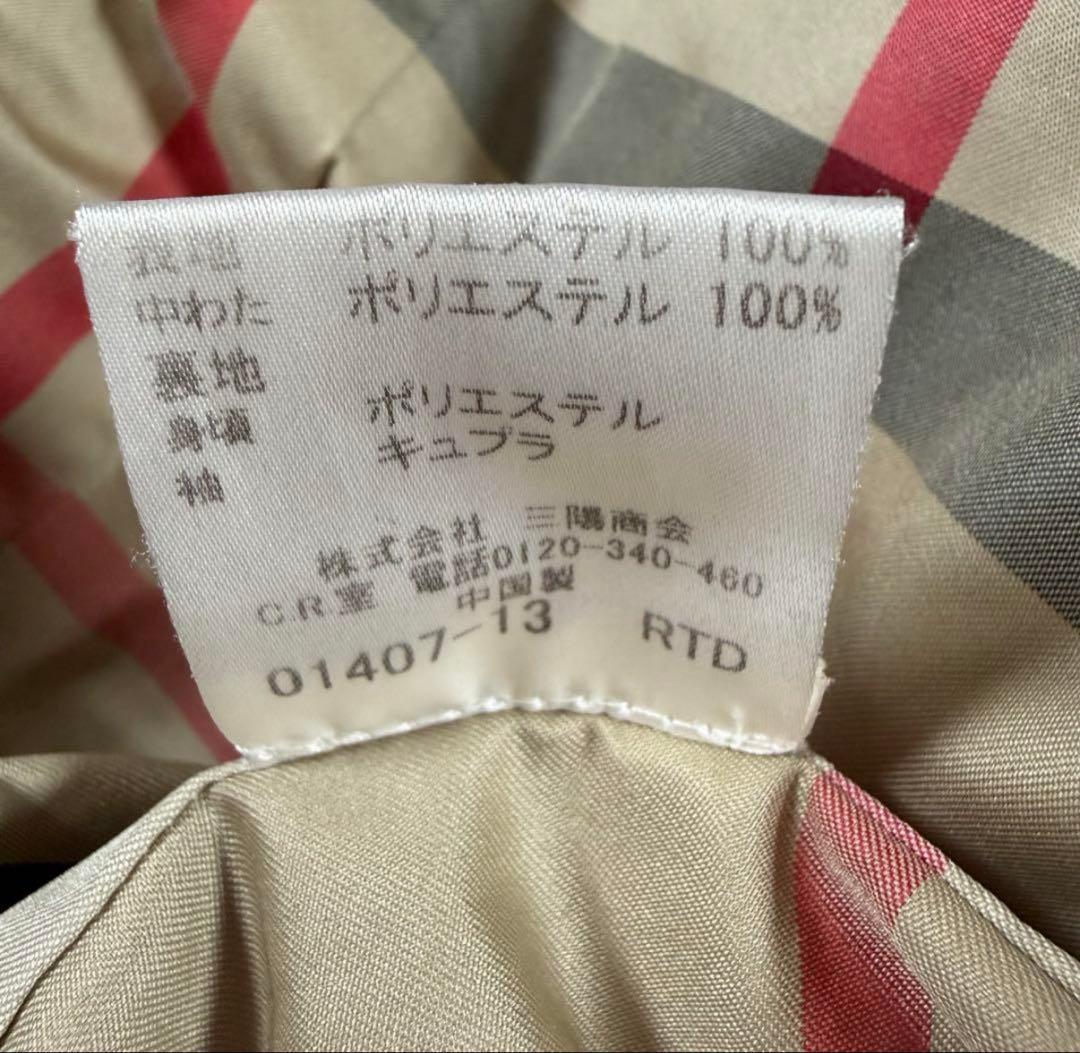 表地 ポリエステル 100%
中わた ポリエステル 100%
裏地
身頃 ポリエステル
袖 キュプラ
株式会社 三陽商会
C.R室 電話0120-340-460
中国製
01407-13 RTD